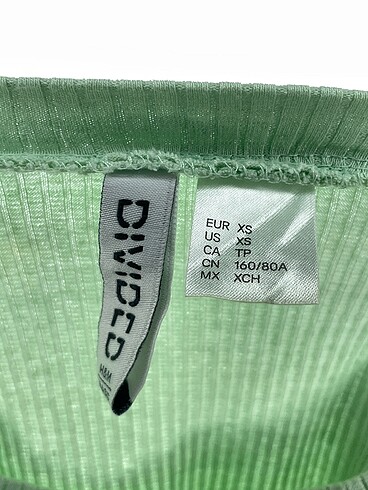 DIVIDED
H&M
EUR XS
US XS
CA TP
CN 160/80A
MX XCH